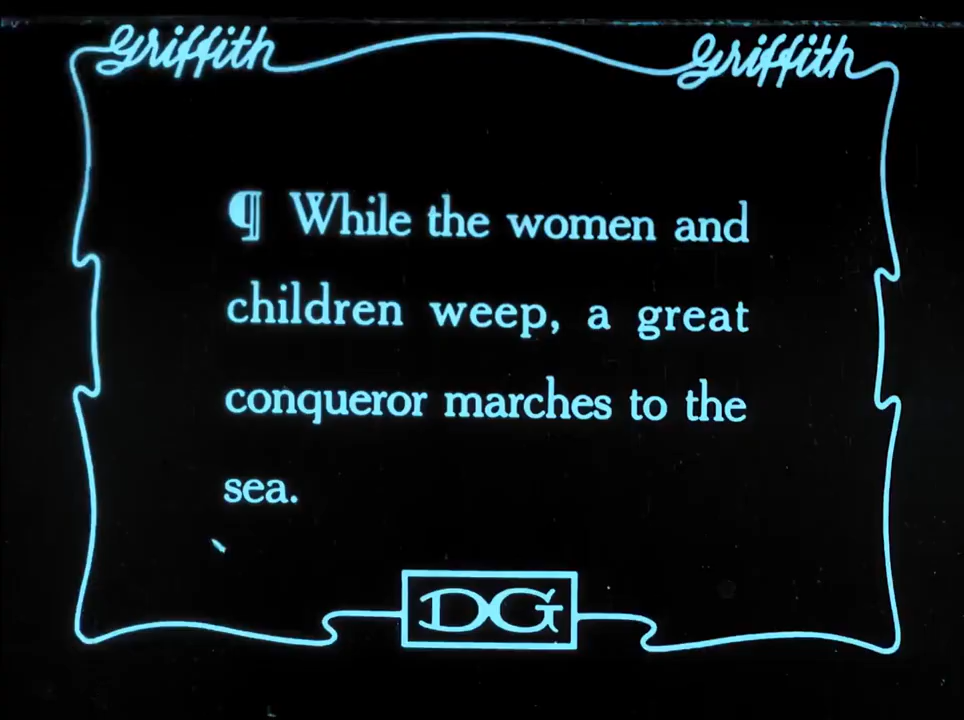 Griffith Griffith
¶ While the women and
children weep, a great
conqueror marches to the
sea.
DG